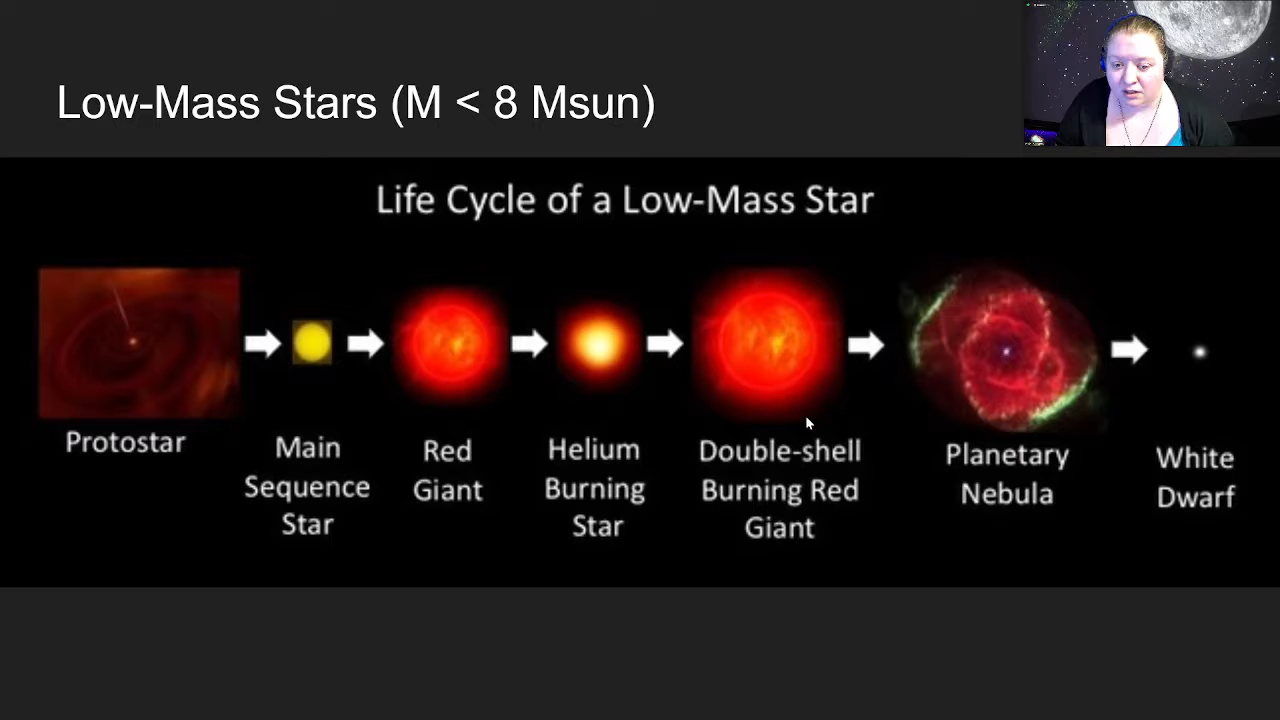 Low-Mass Stars (M < 8 Msun)
Life Cycle of a Low-Mass Star
Protostar
Main
Sequence
Star
Red
Giant
Helium
Burning
Star
Double-shell
Burning Red
Giant
Planetary
Nebula
White
Dwarf